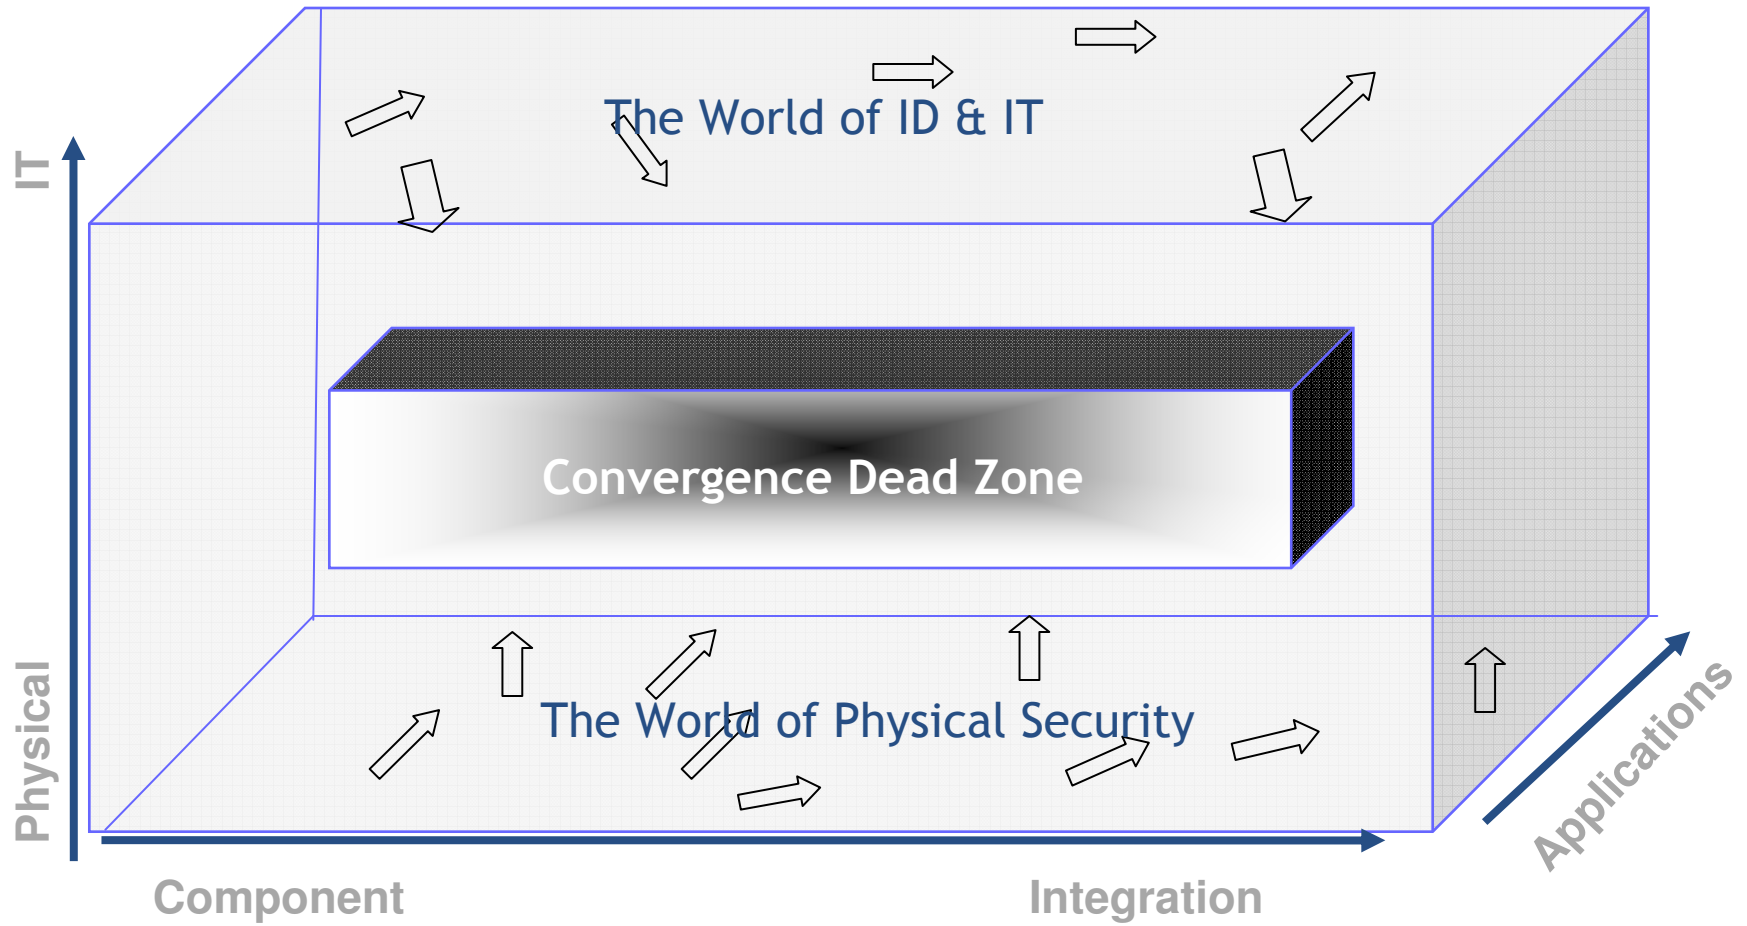 The World of ID & IT
IT
Convergence Dead Zone
Physical
The World of Physical Security
Applications
Component
Integration